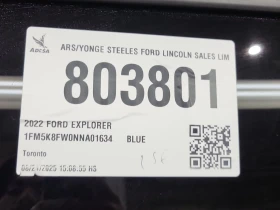 ARS/YONGE STEELES FORD LINCOLN SALES LIM
803801
2022 FORD EXPLORER
1FM5K8FW0NNA01634 BLUE
Toronto